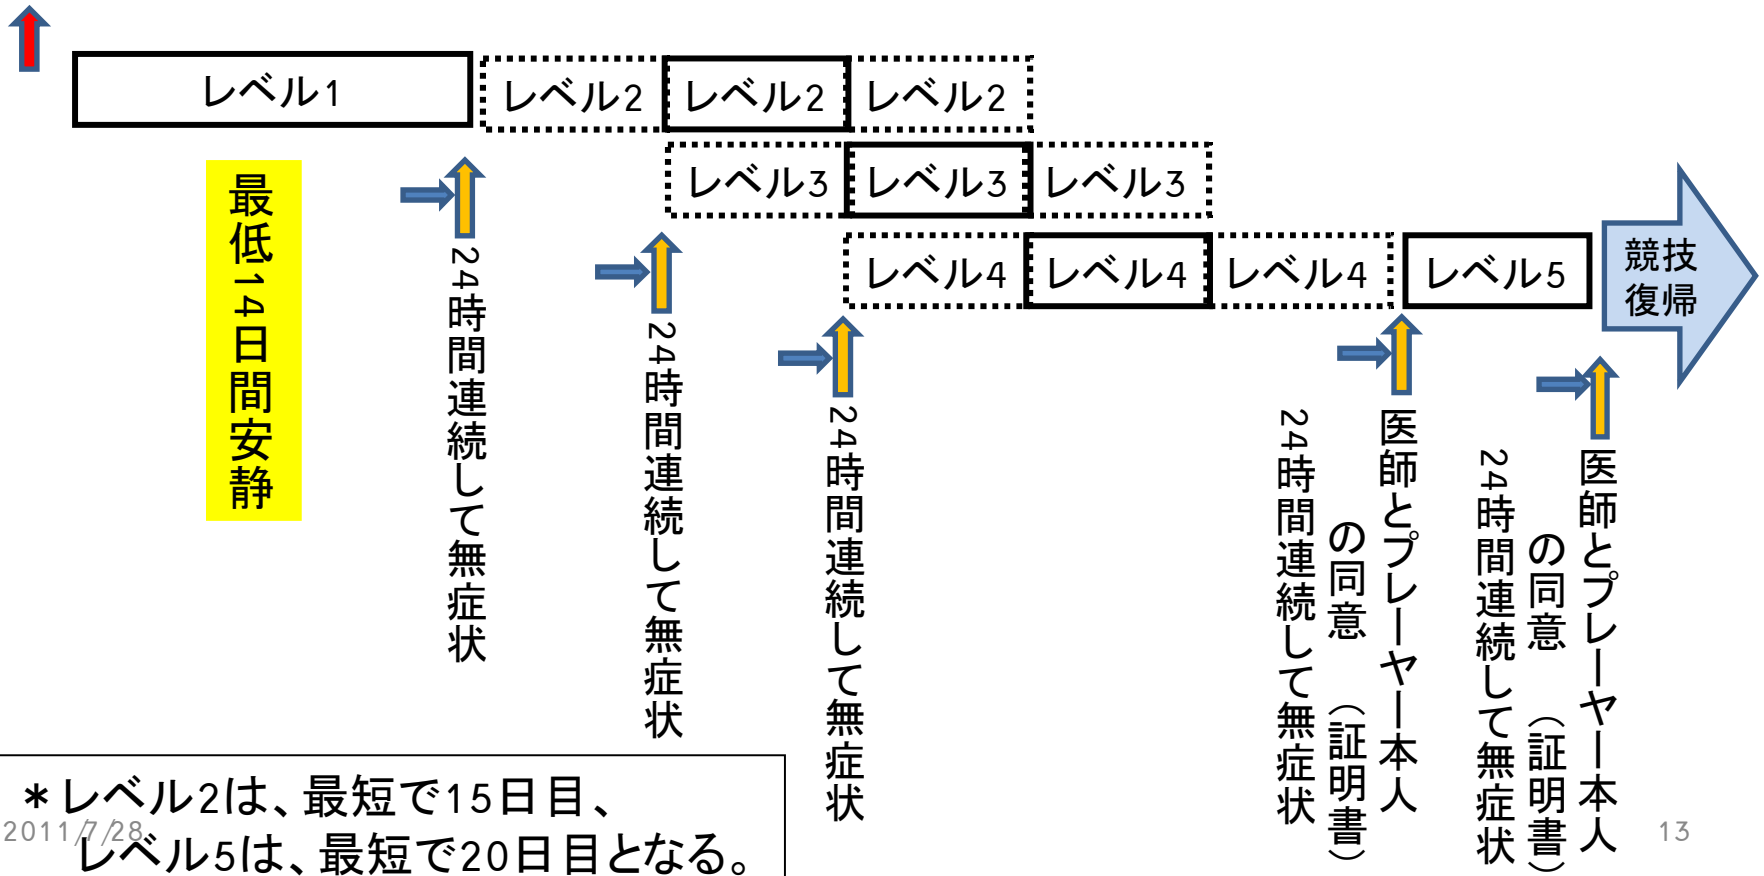 レベル1
レベル2
レベル2
レベル2
レベル3
レベル3
レベル3
レベル4
レベル4
レベル4
レベル5
競技
復帰
最低14日間安静
24時間連続して無症状
24時間連続して無症状
24時間連続して無症状
医師とプレーヤー本人
の同意 (証明書)
24時間連続して無症状
医師とプレーヤー本人
の同意 (証明書)
24時間連続して無症状
*レベル2は、最短で15日目、
レベル5は、最短で20日目となる。
2011/7/28
13